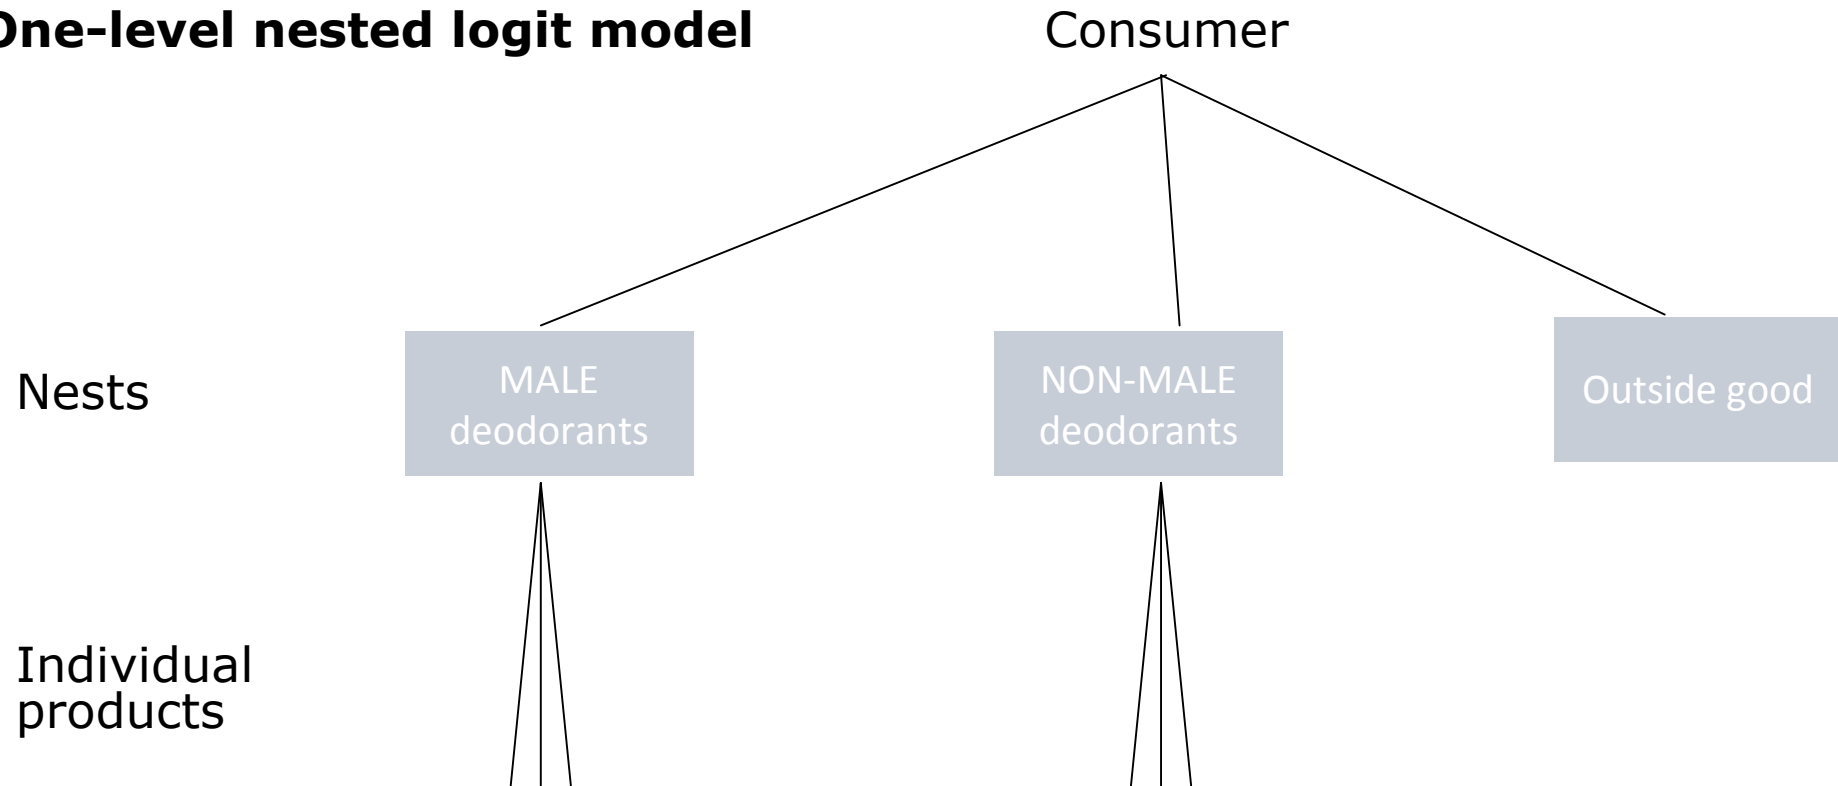 One-level nested logit model
Consumer
Nests
MALE
deodorants
NON-MALE
deodorants
Outside good
Individual
products